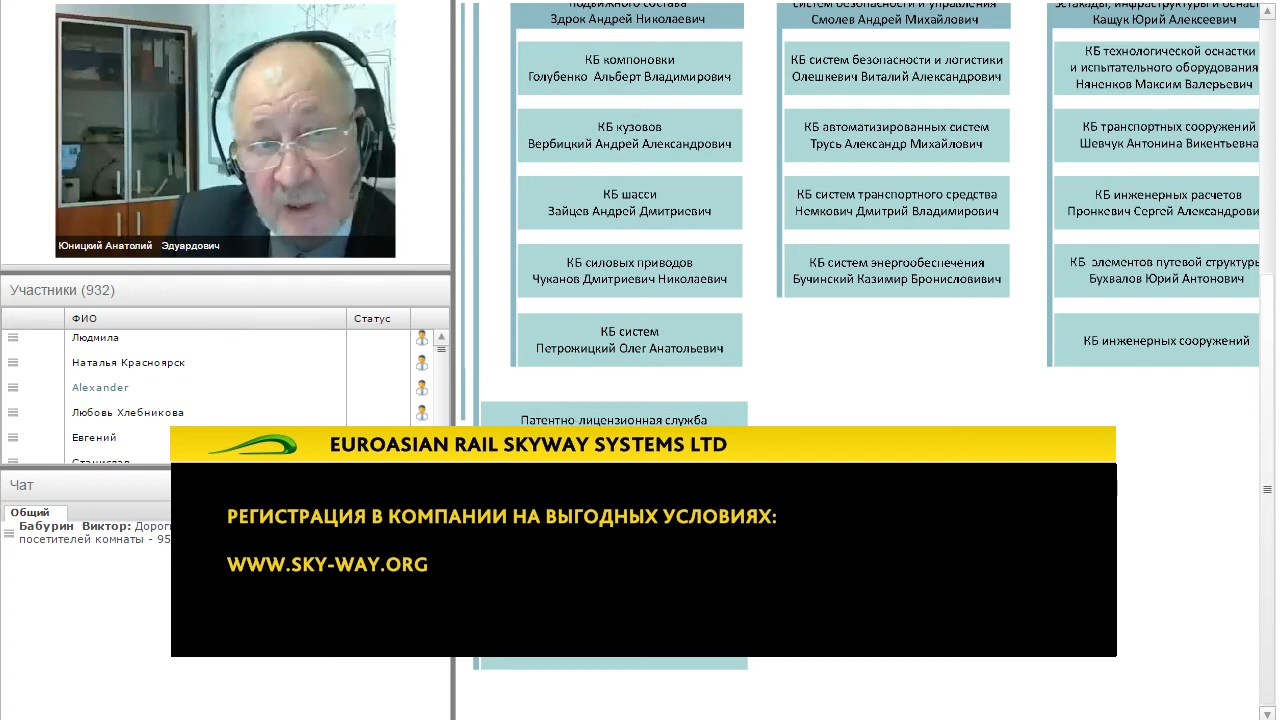 Юницкий Анатолий Эдуардович
Участники (932)
ФИО
Статус
Людмила
Наталья Красноярск
Alexander
Любовь Хлебникова
Евгений
Станислав
Чат
Общий
Бабурин Виктор: Дорог
посетителей комнаты - 95
подвижного состава
Здрок Андрей Николаевич
КБ компоновки
Голубенко Альберт Владимирович
КБ кузовов
Вербицкий Андрей Александрович
КБ шасси
Зайцев Андрей Дмитриевич
КБ силовых приводов
Чуканов Дмитриевич Николаевич
КБ систем
Петрожицкий Олег Анатольевич
Патентно-лицензионная служба
систем безопасности и управления
Смолев Андрей Михайлович
КБ систем безопасности и логистики
Олешкевич Виталий Александрович
КБ автоматизированных систем
Трусь Александр Михайлович
КБ систем транспортного средства
Немкович Дмитрий Владимирович
КБ систем энергообеспечения
Бучинский Казимир Брониславович
эстакады, инфраструктуры и оснаст
Кащук Юрий Алексеевич
КБ технологической оснастки
и испытательного оборудования
Няненков Максим Валерьевич
КБ транспортных сооружений
Шевчук Антонина Викентьевна
КБ инженерных расчетов
Пронкевич Сергей Александрови
КБ элементов путевой структуры
Бухвалов Юрий Антонович
КБ инженерных сооружений
EUROASIAN RAIL SKYWAY SYSTEMS LTD
РЕГИСТРАЦИЯ В КОМПАНИИ НА ВЫГОДНЫХ УСЛОВИЯХ:
WWW.SKY-WAY.ORG